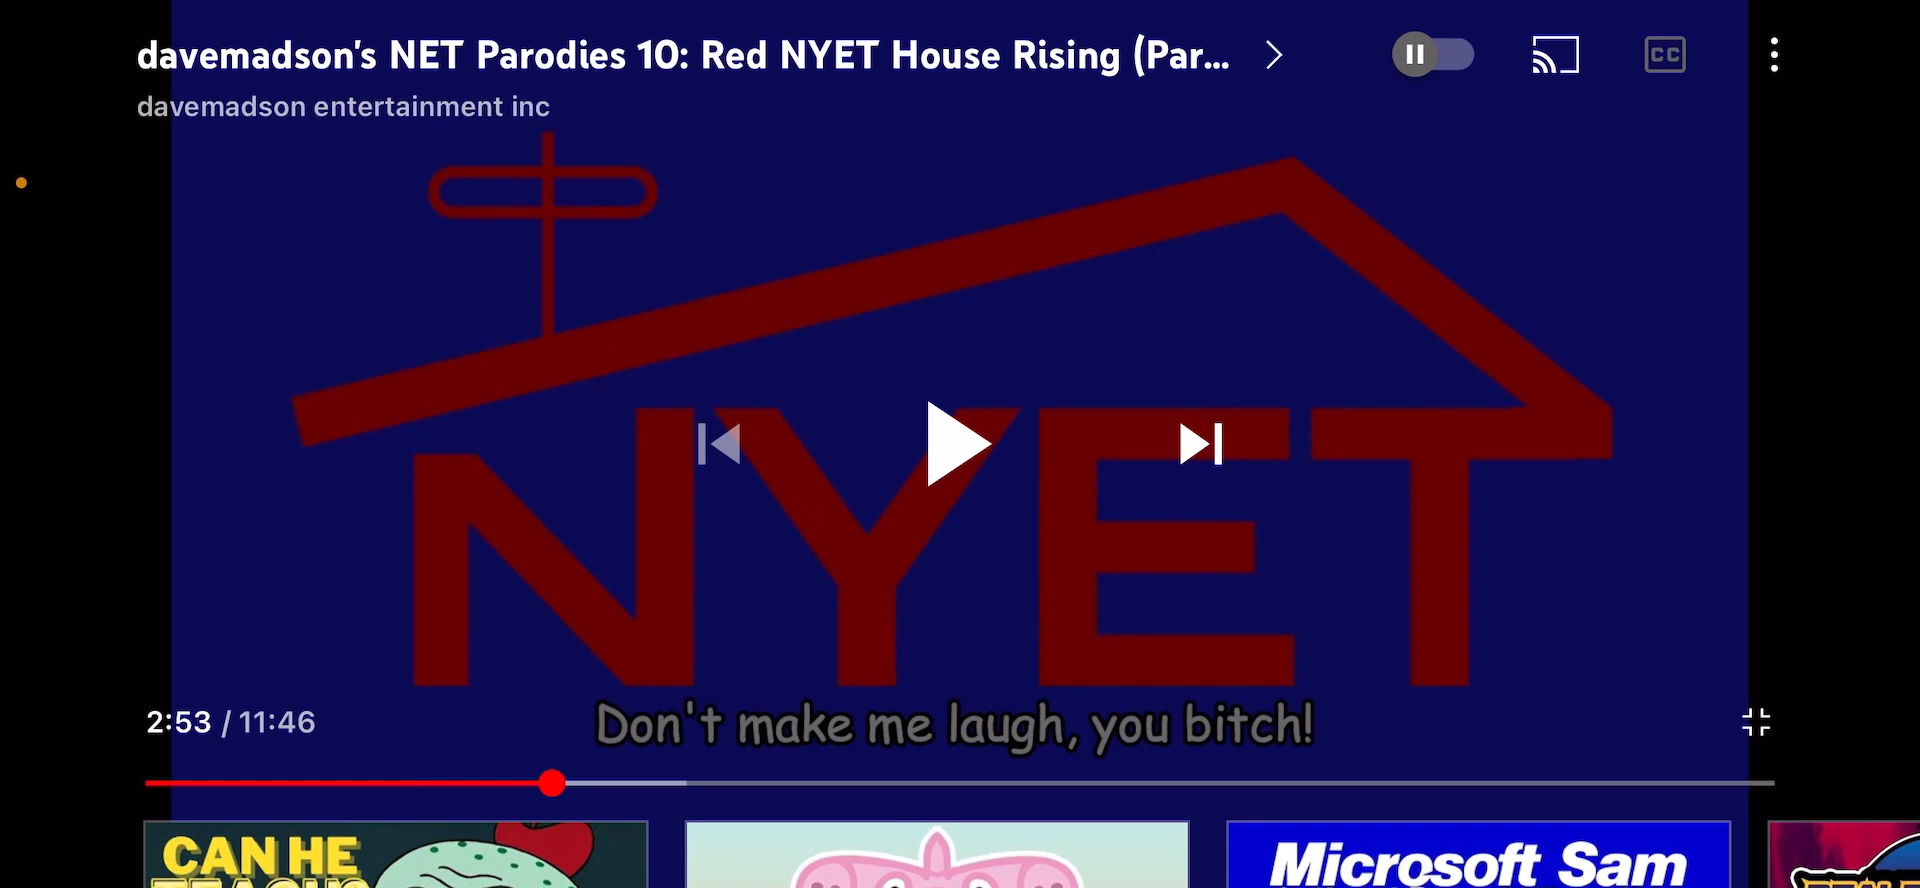 davemadson's NET Parodies 10: Red NYET House Rising (Par...
CC
davemadson entertainment inc
NYET
2:53 / 11:46
Don't make me laugh, you bitch!
CAN HE
Microsoft Sam